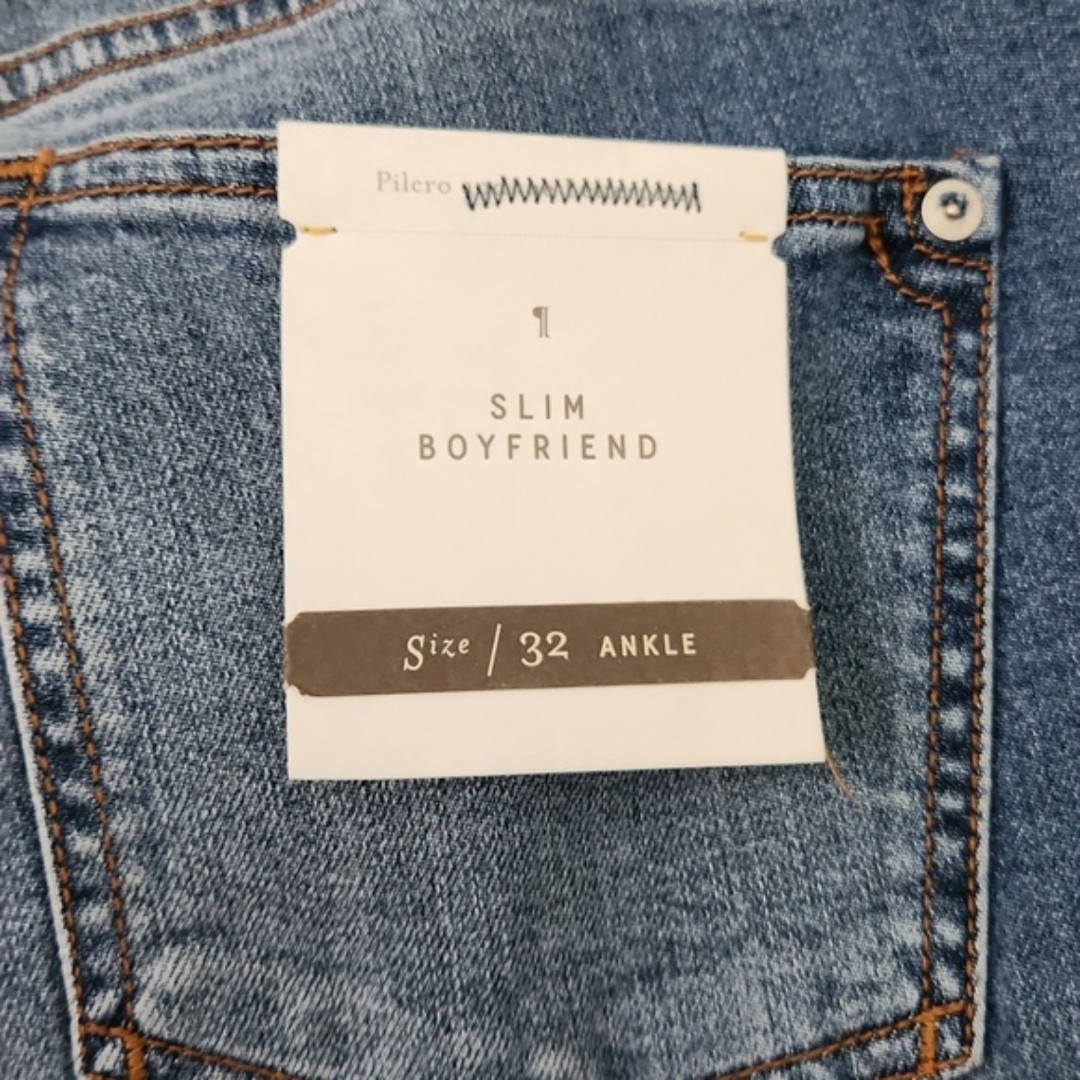 Pilcro
¶
SLIM
BOYFRIEND
Size / 32 ANKLE